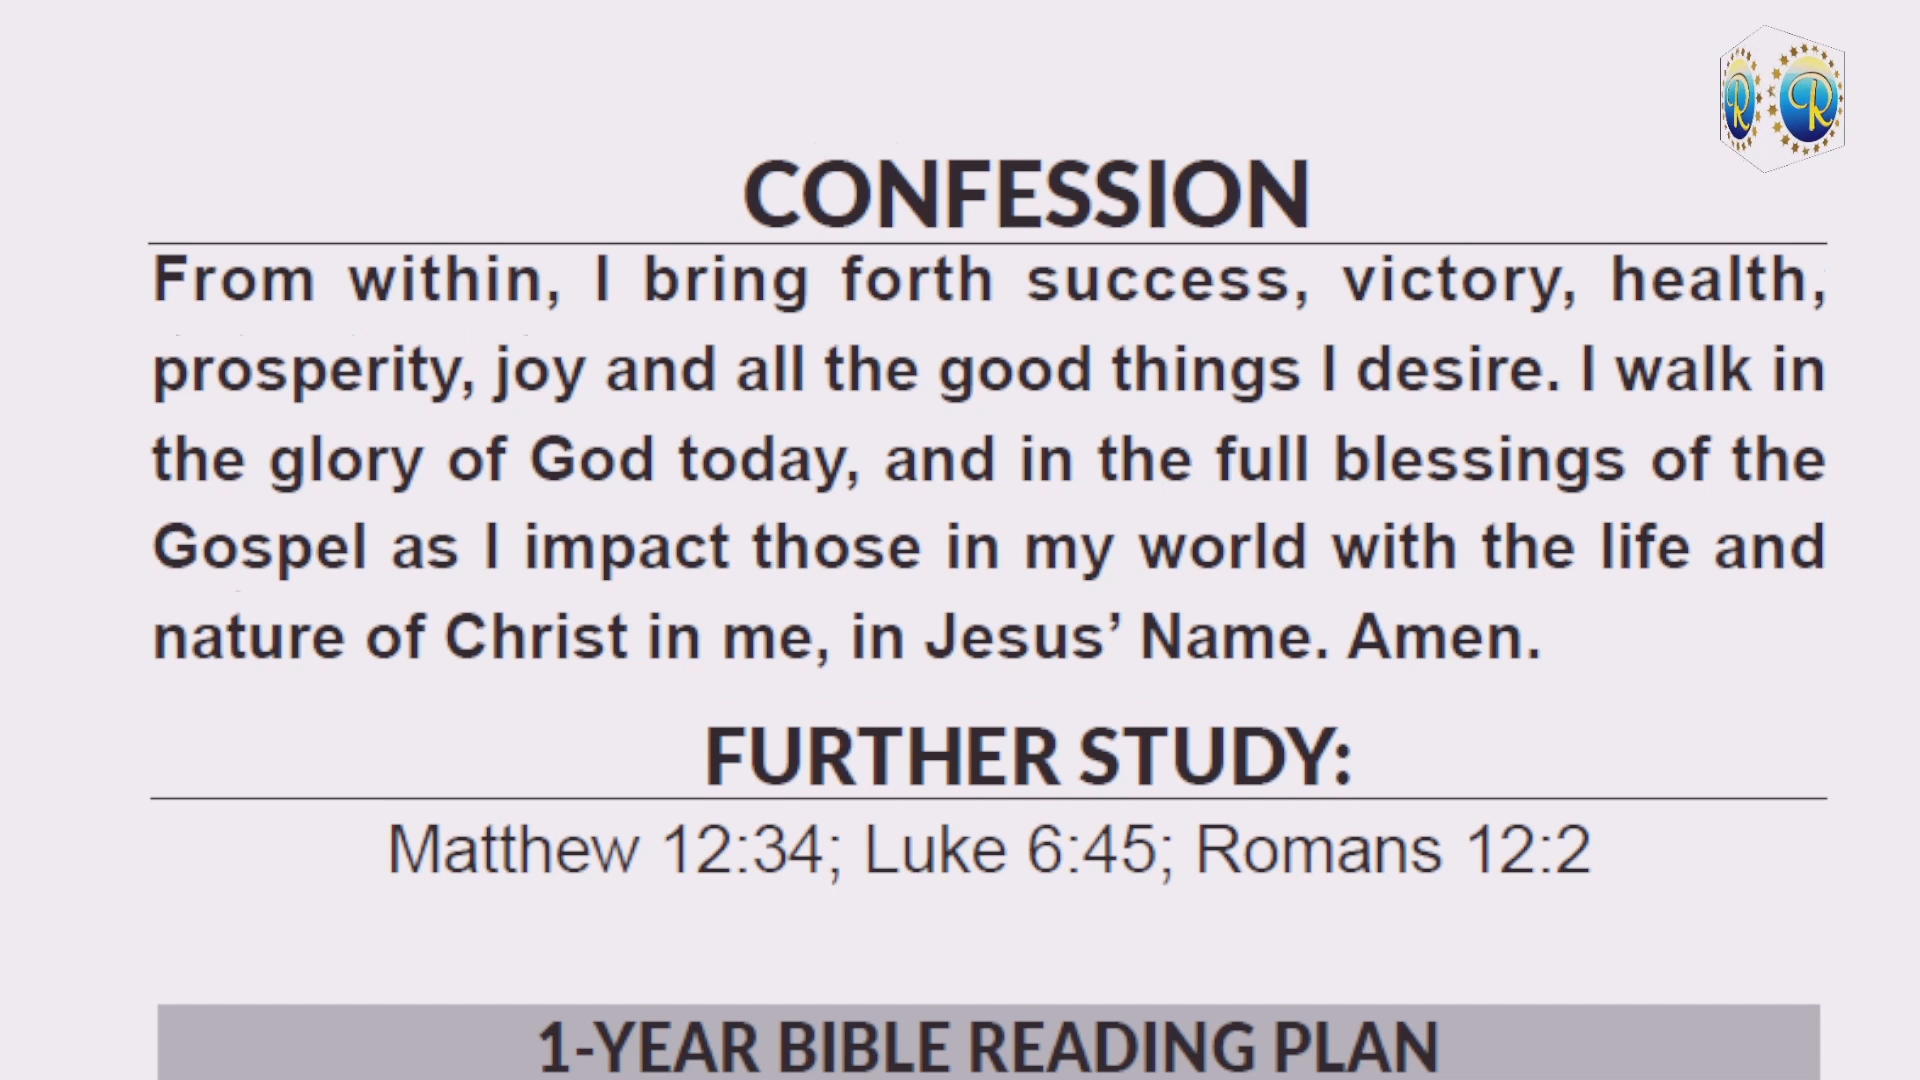 CONFESSION
From within, I bring forth success, victory, health,
prosperity, joy and all the good things I desire. I walk in
the glory of God today, and in the full blessings of the
Gospel as I impact those in my world with the life and
nature of Christ in me, in Jesus’ Name. Amen.
FURTHER STUDY:
Matthew 12:34; Luke 6:45; Romans 12:2
1-YEAR BIBLE READING PLAN
R R